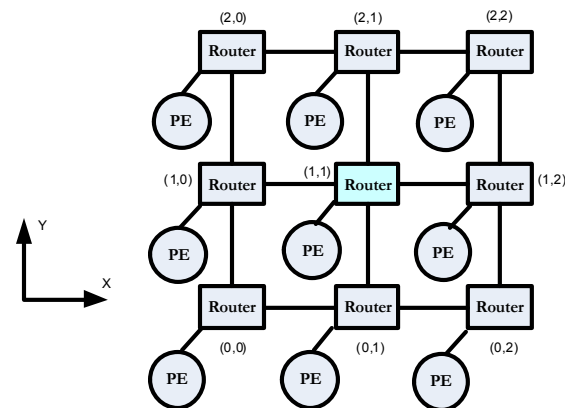 (2,0) (2,1) (2,2)
Router Router Router
PE PE PE
(1,0) Router (1,1) Router Router (1,2)
Y
PE PE PE
X
Router Router Router
(0,0) (0,1) (0,2)
PE PE PE